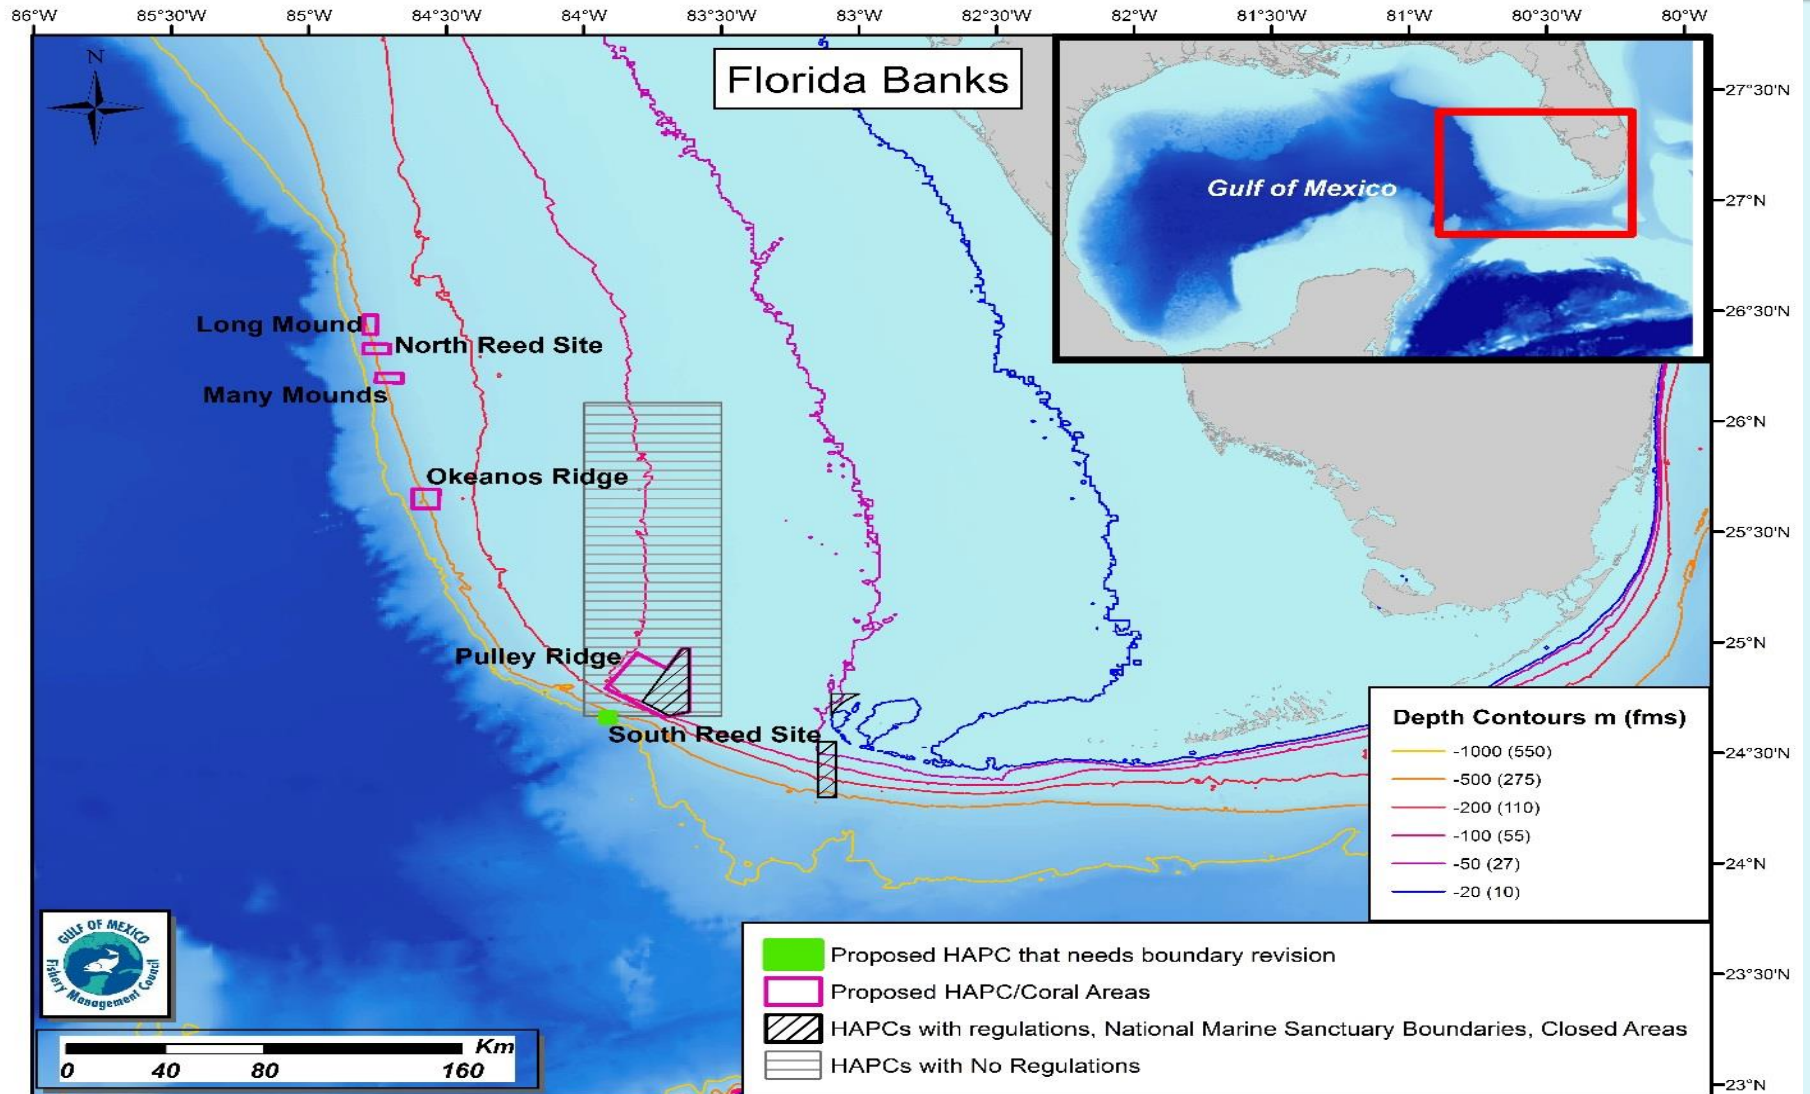 86°W 85°30'W 85°W 84°30'W 84°W 83°30'W 83°W 82°30'W 82°W 81°30'W 81°W 80°30'W 80°W
N
Florida Banks
Gulf of Mexico
27°30'N
27°N
26°30'N
26°N
25°30'N
25°N
24°30'N
24°N
23°30'N
23°N
Long Mound
North Reed Site
Many Mounds
Okeanos Ridge
Pulley Ridge
South Reed Site
Depth Contours m (fms)
-1000 (550)
-500 (275)
-200 (110)
-100 (55)
-50 (27)
-20 (10)
GULF OF MEXICO
Fishery Management Council
Km
0 40 80 160
Proposed HAPC that needs boundary revision
Proposed HAPC/Coral Areas
HAPCs with regulations, National Marine Sanctuary Boundaries, Closed Areas
HAPCs with No Regulations